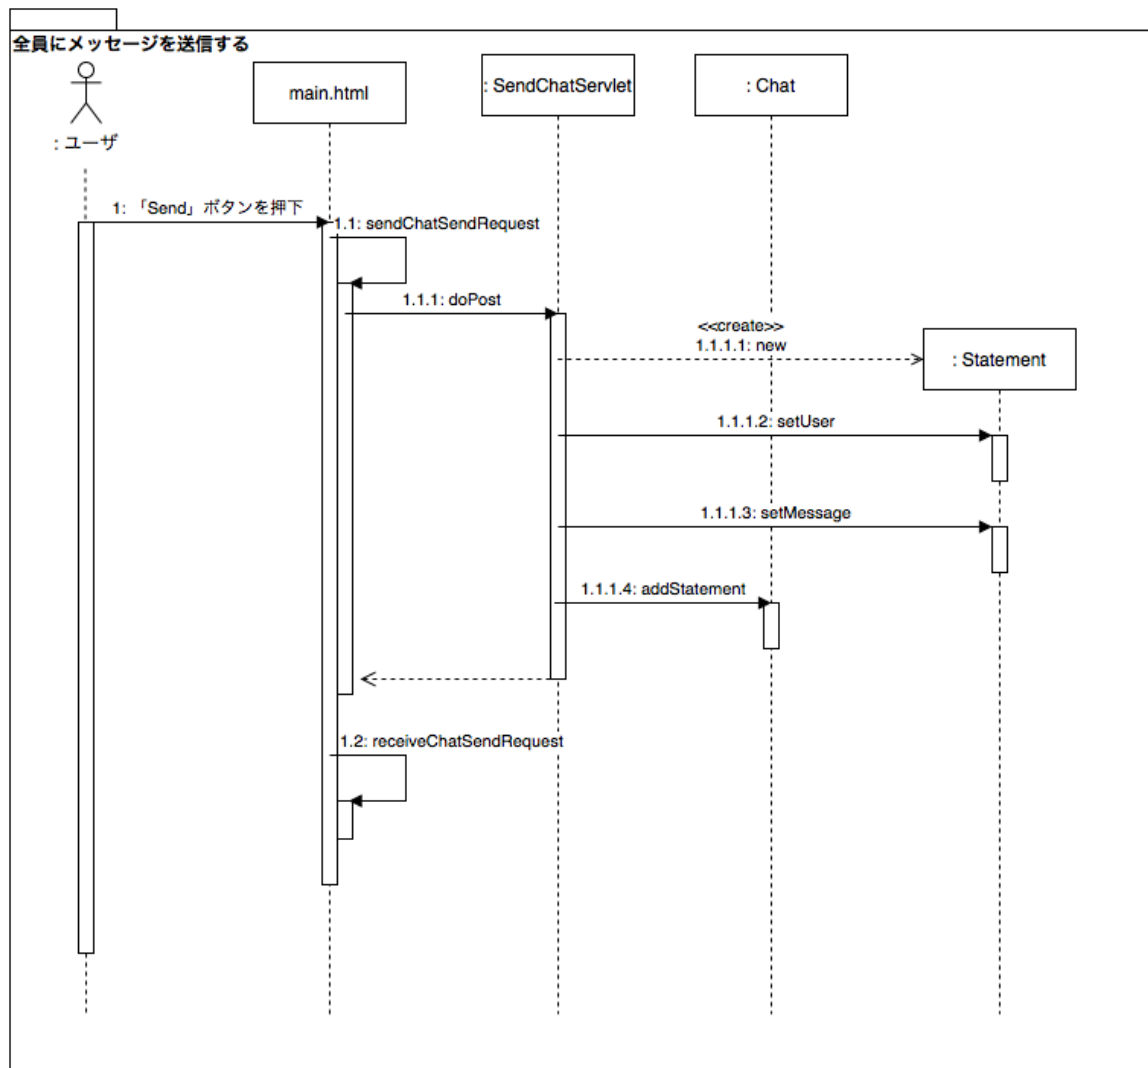 全員にメッセージを送信する
: ユーザ
main.html
: SendChatServlet
: Chat
1: 「Send」ボタンを押下
1.1: sendChatSendRequest
1.1.1: doPost
<<create>>
1.1.1.1: new
: Statement
1.1.1.2: setUser
1.1.1.3: setMessage
1.1.1.4: addStatement
1.2: receiveChatSendRequest